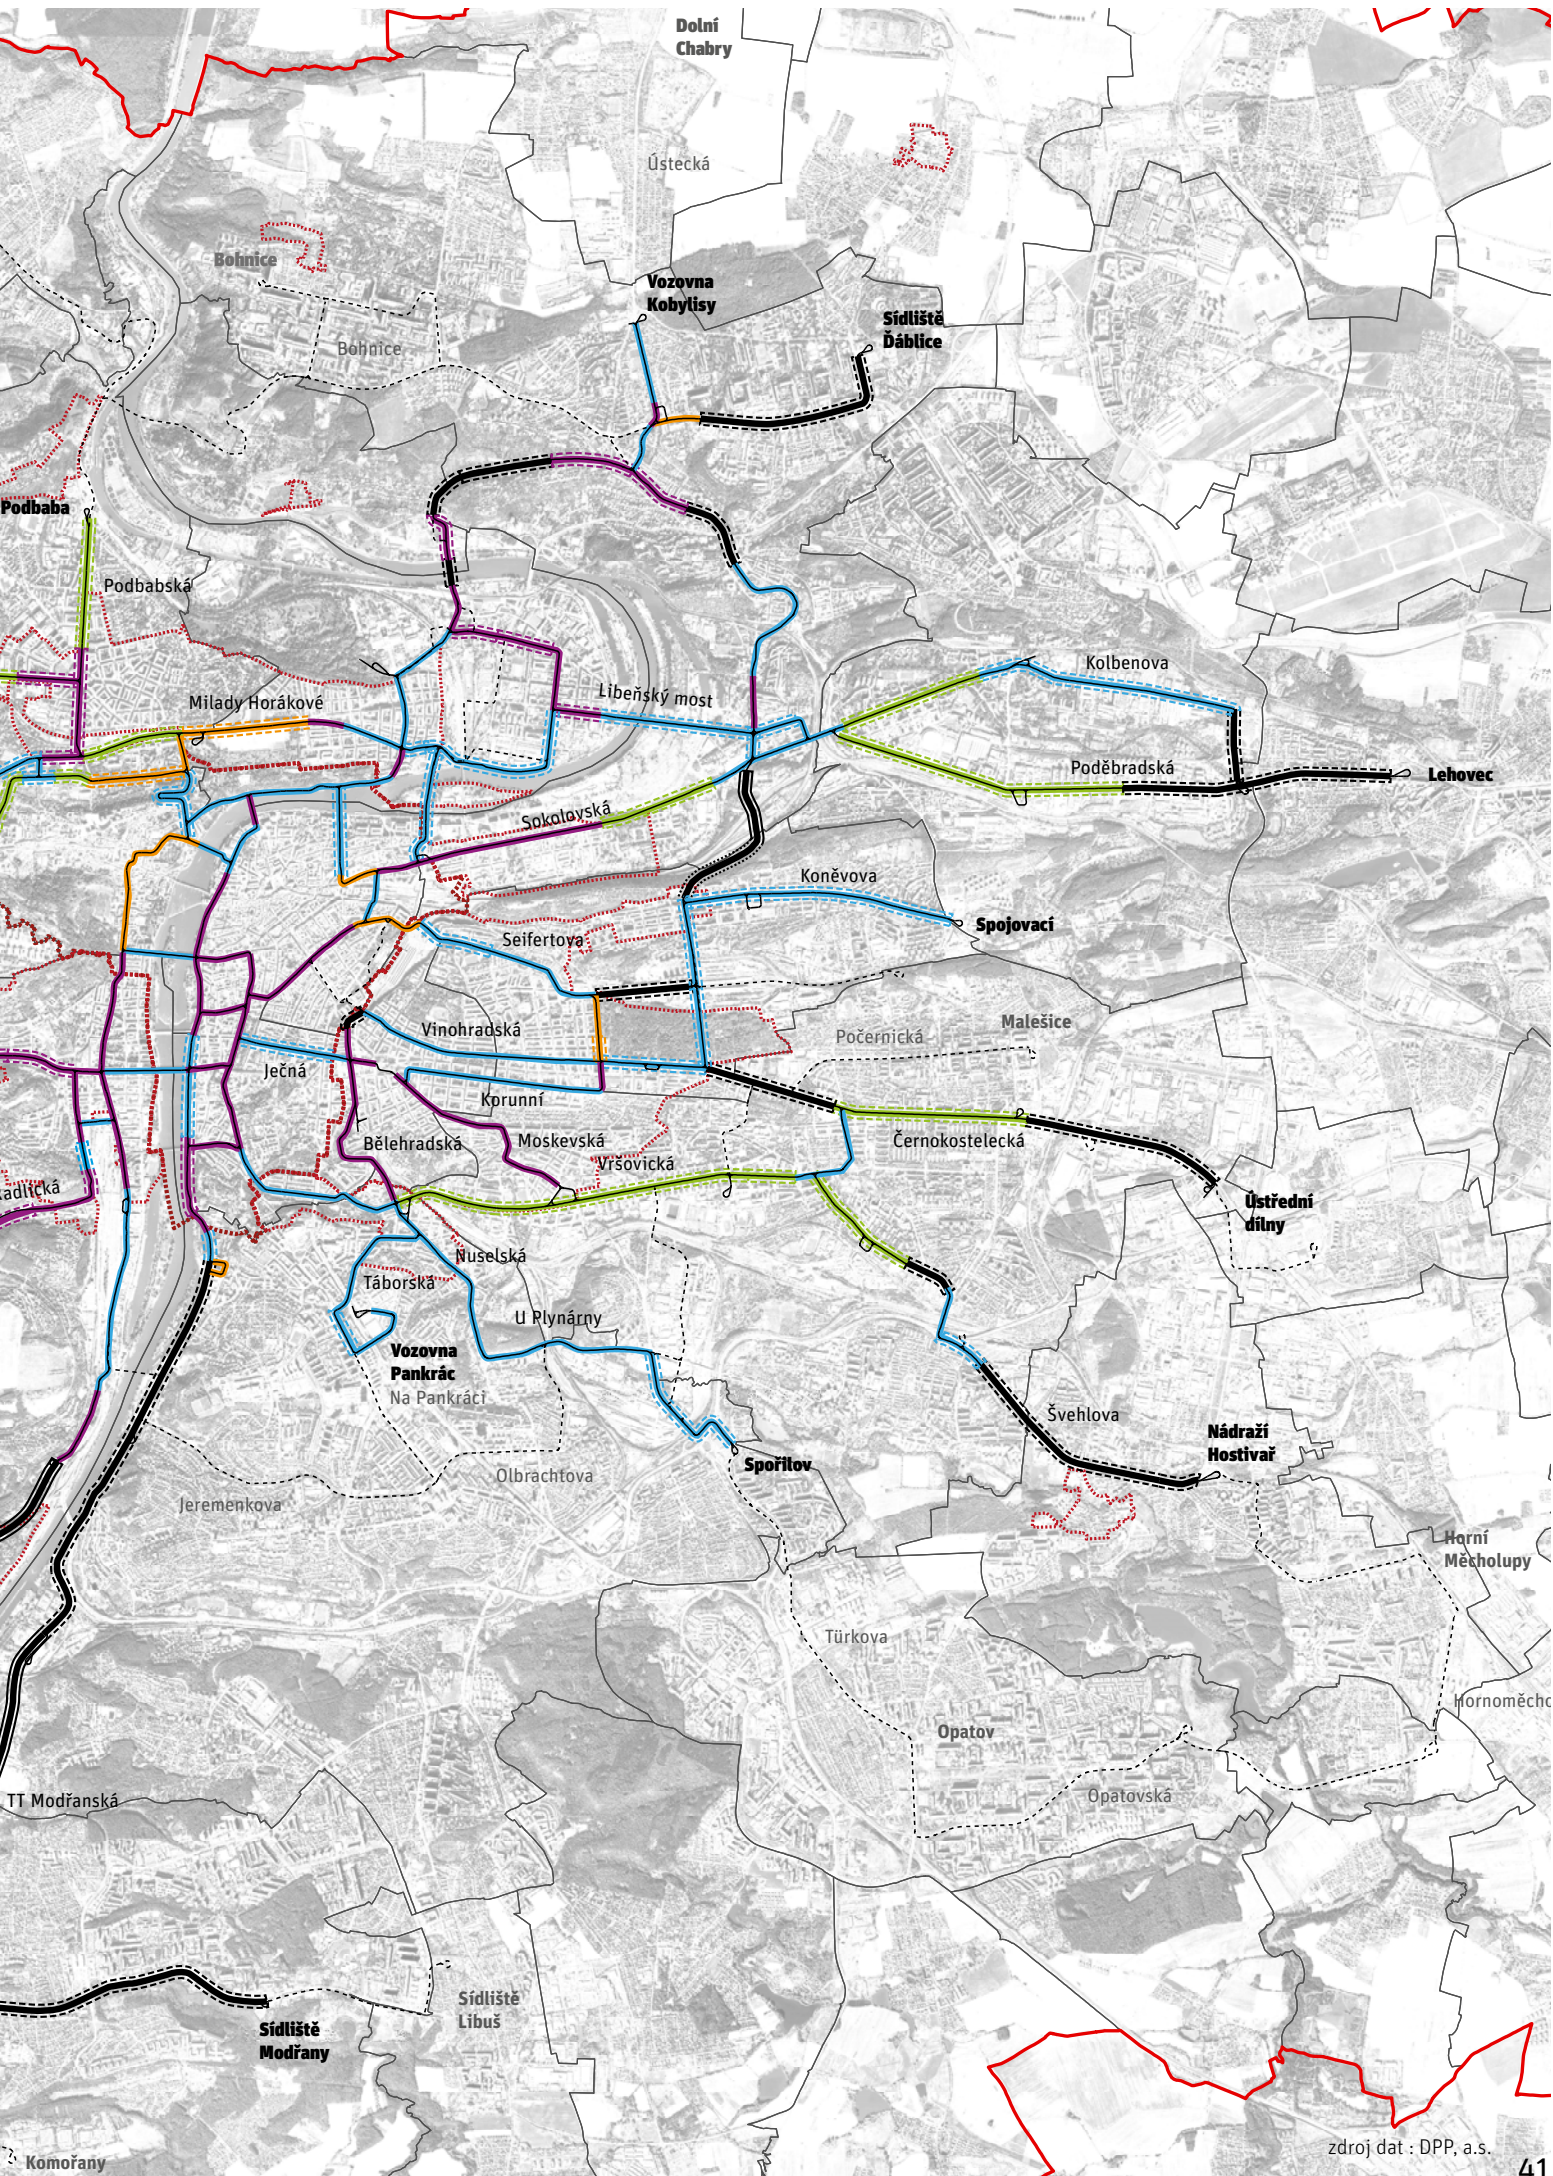 Dolní
Chabry
Ústecká
Bohnice
Vozovna
Kobylisy
Sídliště
Ďáblice
Bohnice
Podbaba
Podbabská
Kolbenova
Milady Horákové
Libeňský most
Poděbradská
Lehovec
Sokolovská
Koněvova
Spojovací
Seifertova
Vinohradská
Malešice
Počernická
Ječná
Korunní
Bělehradská
Moskevská
Černokostelecká
Vršovická
adlická
Ústřední
dílny
Nuselská
Táborská
U Plynárny
Vozovna
Pankrác
Na Pankráci
Švehlova
Nádraží
Hostivař
Spořilov
Olbrachtova
Jeremenkova
Horní
Měcholupy
Türkova
Hornoměcho
Opatov
Opatovská
TT Modřanská
Sídliště
Libuš
Sídliště
Modřany
zdroj dat : DPP, a.s.
Komořany
41